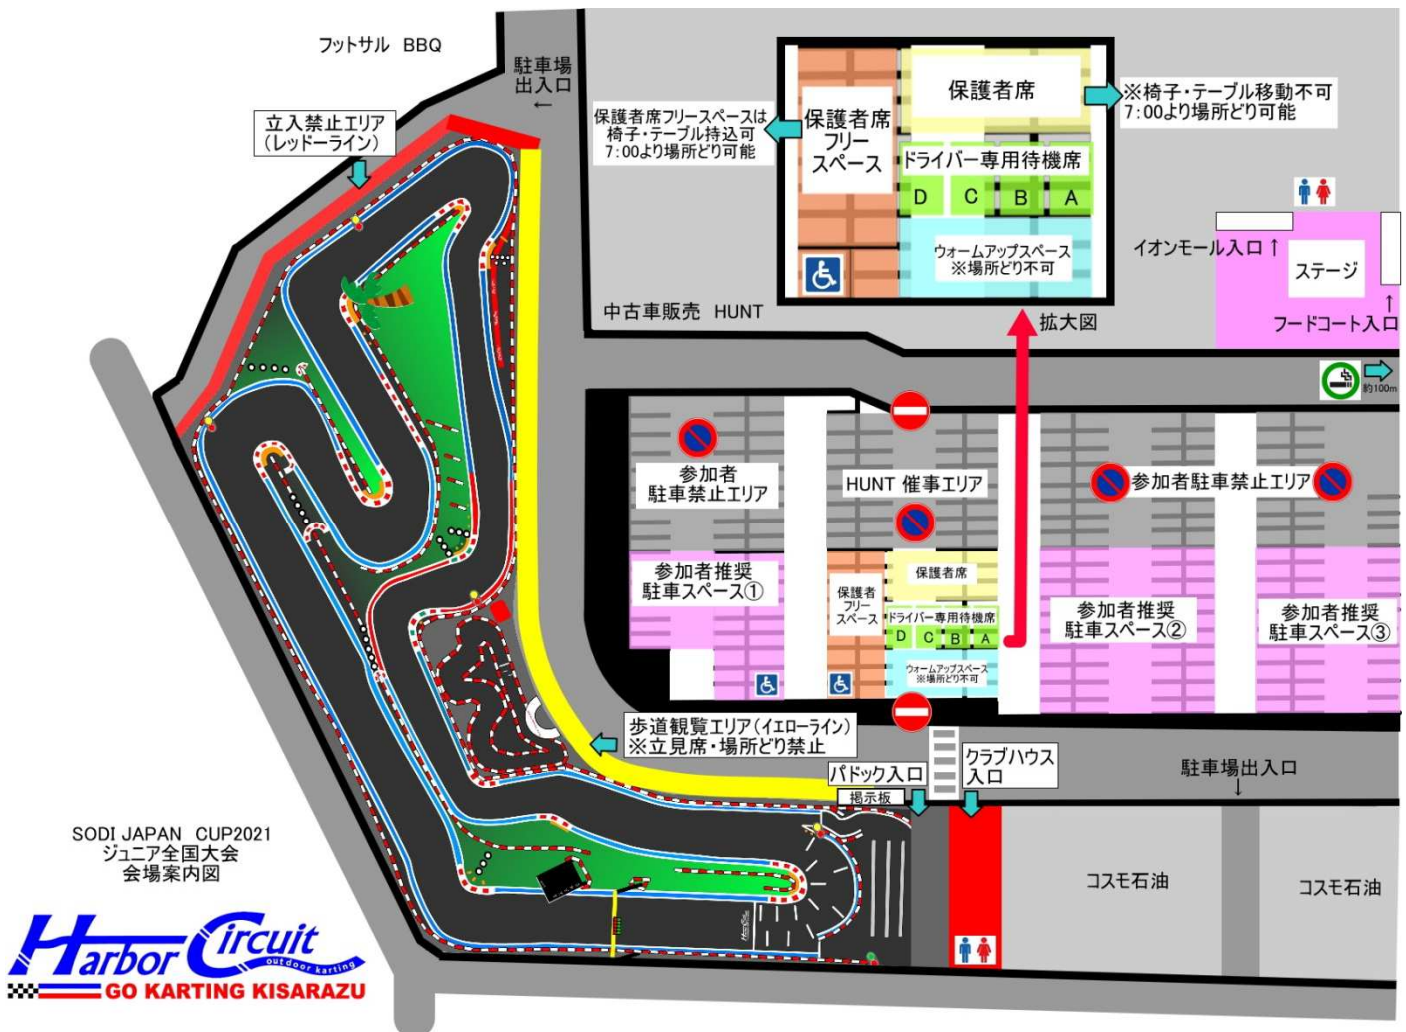 フットサル BBQ
駐車場
出入口
←
立入禁止エリア
(レッドーライン)
保護者席フリースペースは
椅子・テーブル持込可
7:00より場所どり可能
保護者席
フリー
スペース
保護者席
※椅子・テーブル移動不可
7:00より場所どり可能
ドライバー専用待機席
D C B A
ウォームアップスペース
※場所どり不可
拡大図
中古車販売 HUNT
イオンモール入口↑
ステージ
↑
フードコート入口
約100m
参加者
駐車禁止エリア
HUNT 催事エリア
参加者駐車禁止エリア
参加者推奨
駐車スペース①
保護者
フリー
スペース
保護者席
ドライバー専用待機席
D C B A
ウォームアップスペース
※場所どり不可
参加者推奨
駐車スペース②
参加者推奨
駐車スペース③
歩道観覧エリア(イエローライン)
※立見席・場所どり禁止
パドック入口
掲示板
クラブハウス
入口
駐車場出入口
↓
コスモ石油
コスモ石油
SODI JAPAN CUP2021
ジュニア全国大会
会場案内図
Harbor Circuit
outdoor karting
GO KARTING KISARAZU